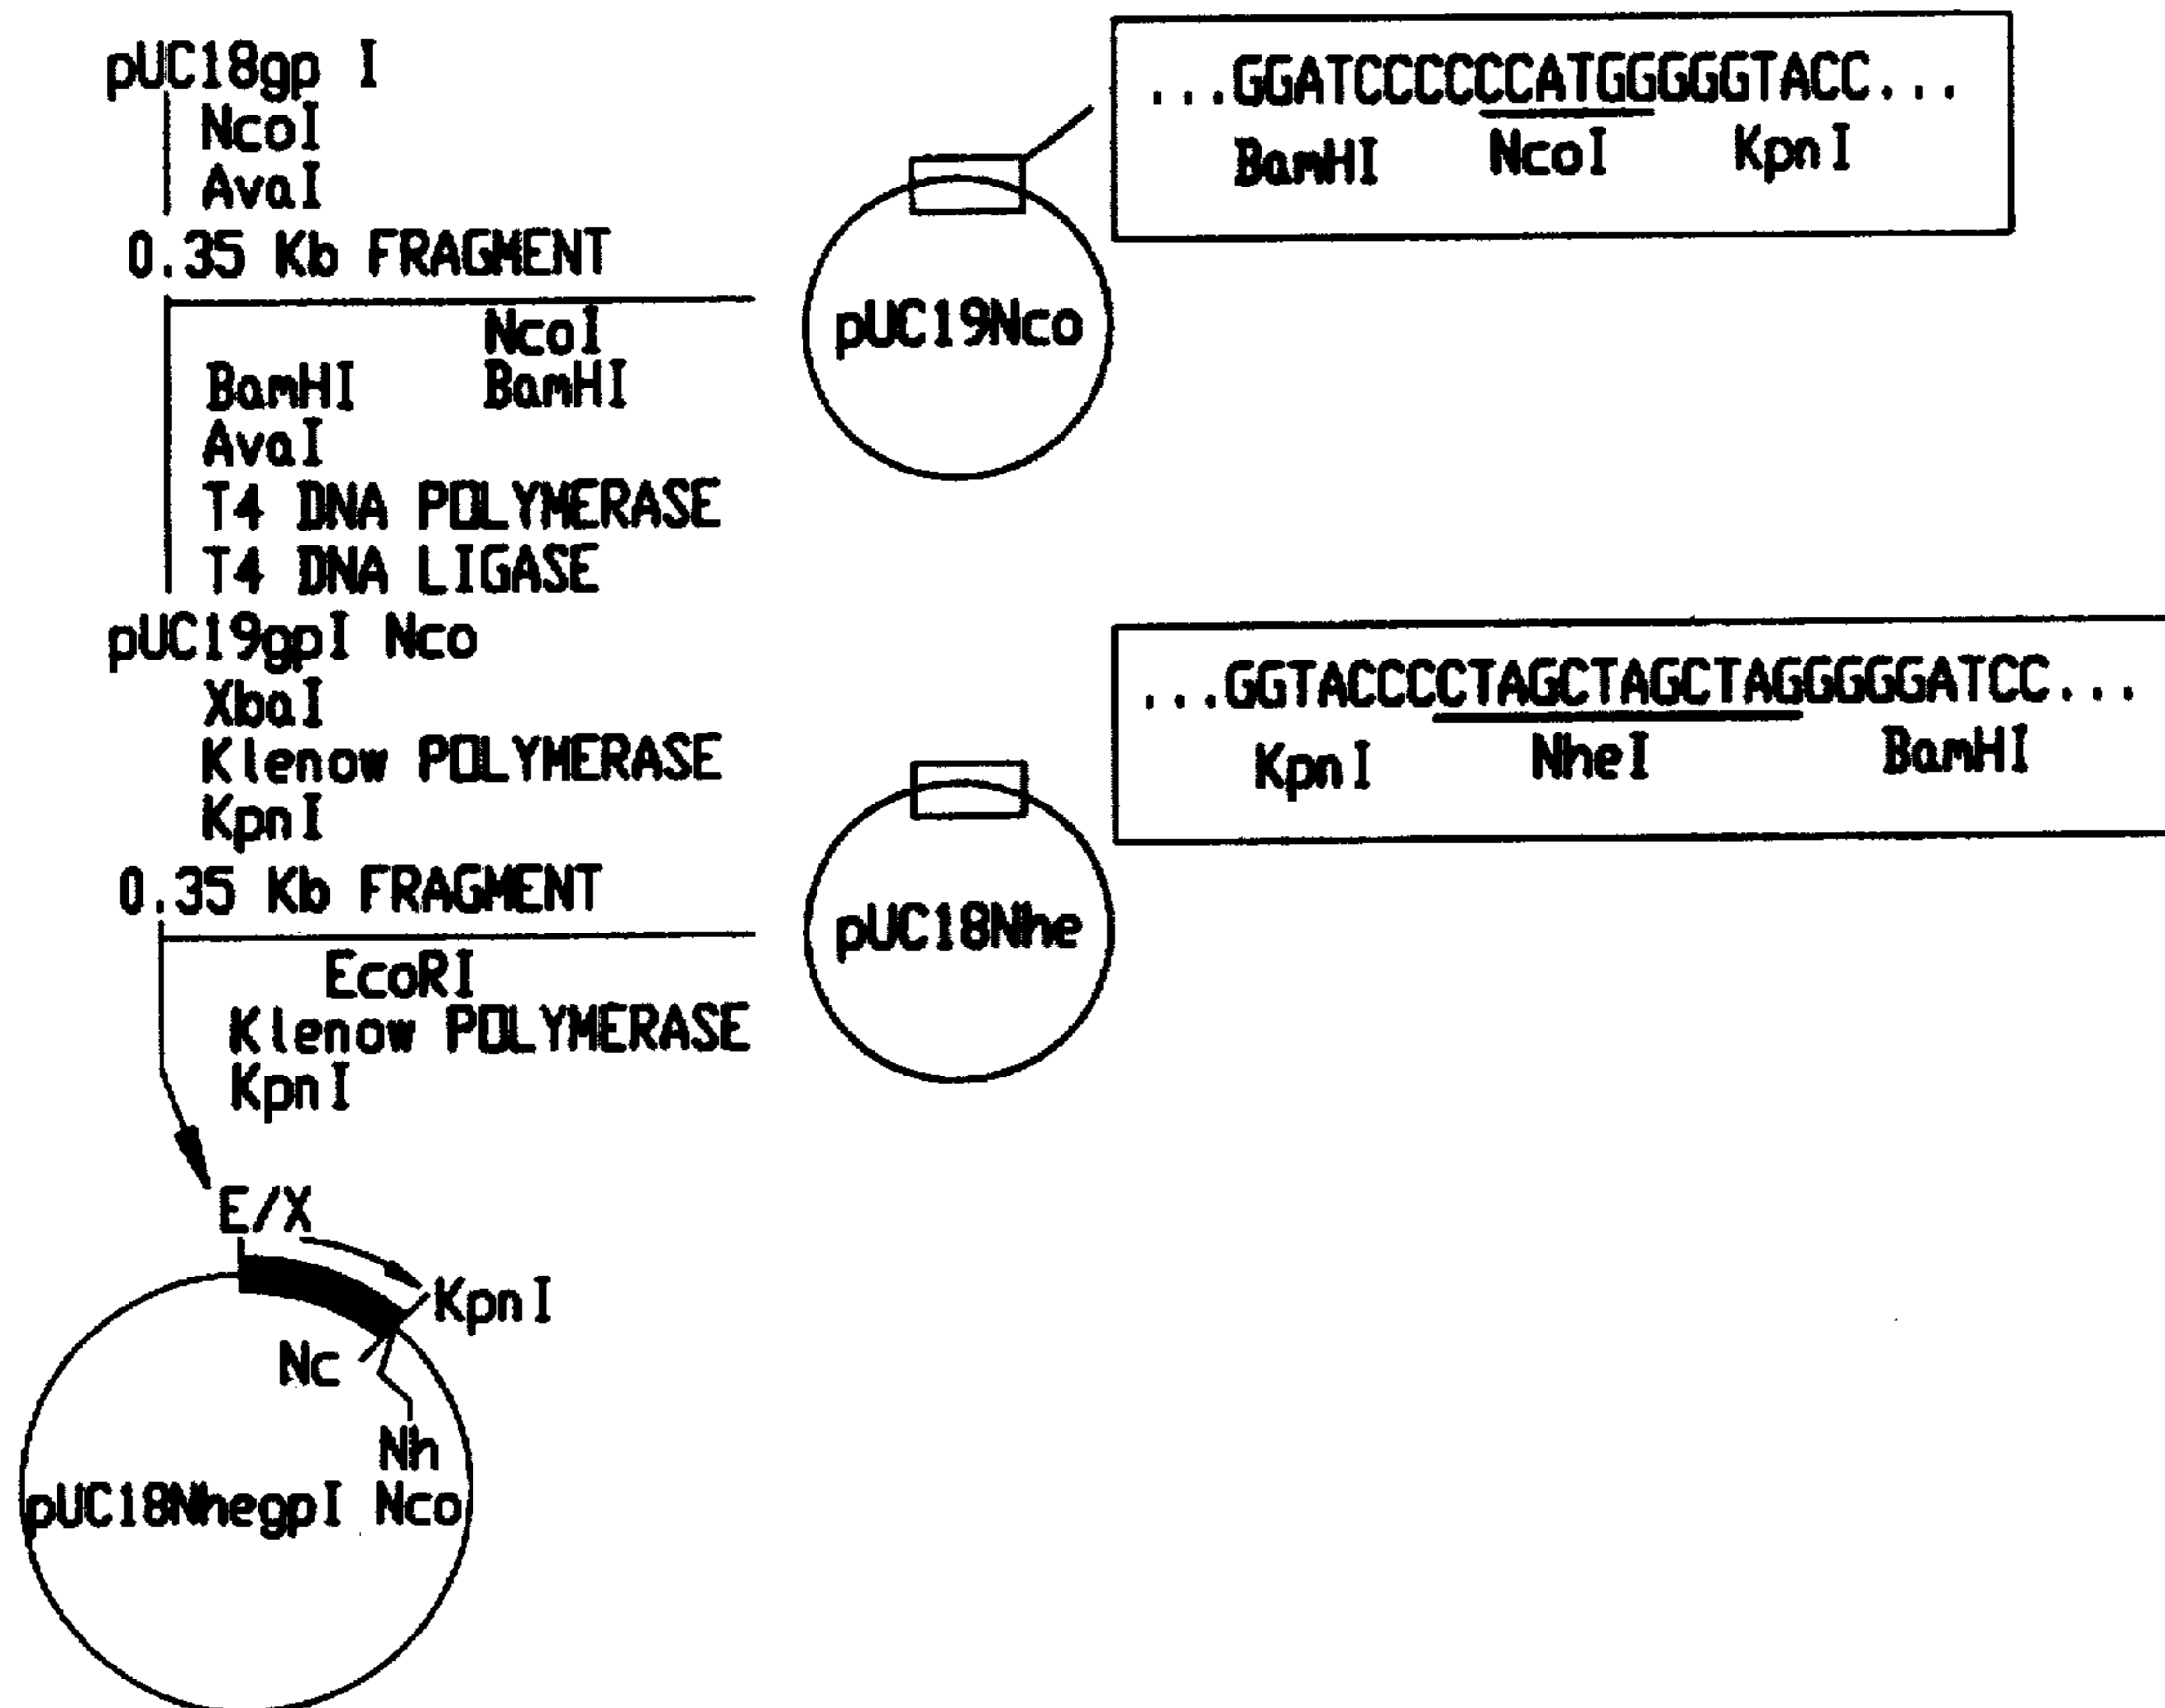 pUC18gp I
NcoI
AvaI
0.35 Kb FRAGMENT
NcoI
BamHI BamHI
AvaI
T4 DNA POLYMERASE
T4 DNA LIGASE
pUC19gpI Nco
XbaI
Klenow POLYMERASE
KpnI
0.35 Kb FRAGMENT
EcoRI
Klenow POLYMERASE
KpnI
E/X
KpnI
Nc
Nh
pUC18NhegpI Nco
...GGATCCCCCCCATGGGGGGTACC...
BamHI NcoI KpnI
pUC19Nco
...GGTACCCCCTAGCTAGCTAGGGGGGATCC...
KpnI NheI BamHI
pUC18Nhe